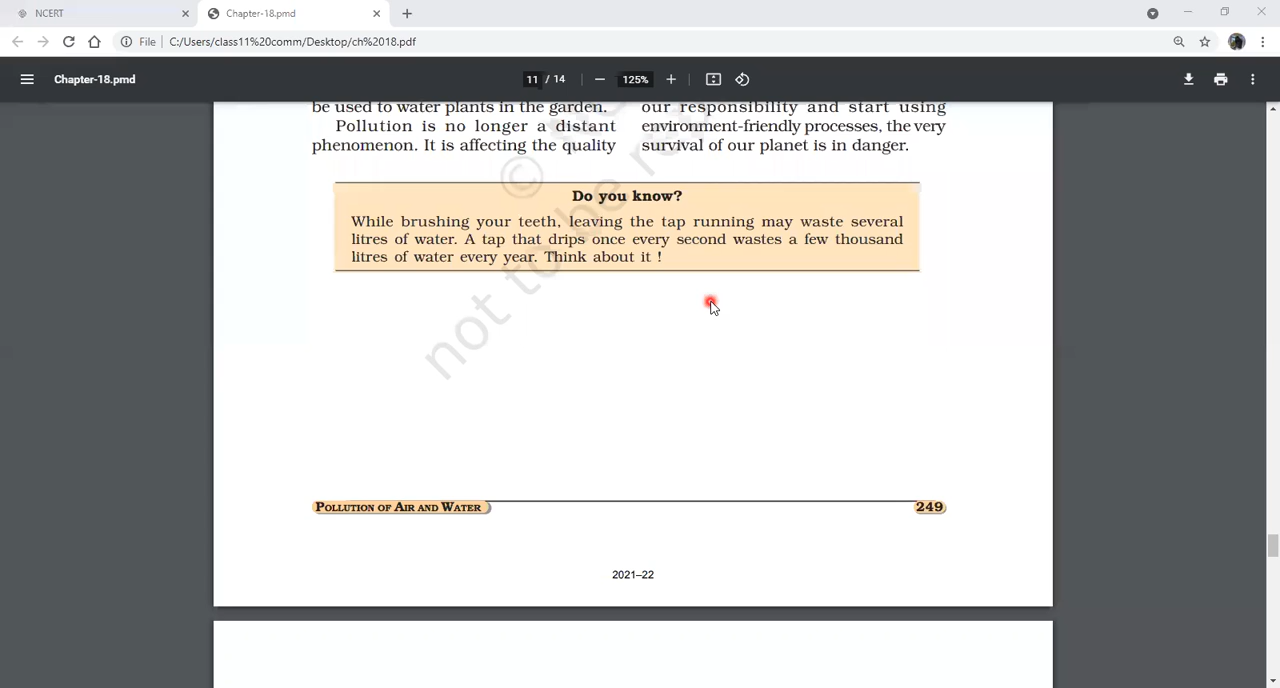 NCERT
Chapter-18.pmd
File
C:/Users/class11%20comm/Desktop/ch%2018.pdf
Chapter-18.pmd
11 / 14
125%
be used to water plants in the garden.
Pollution is no longer a distant
phenomenon. It is affecting the quality
our responsibility and start using
environment-friendly processes, the very
survival of our planet is in danger.
Do you know?
While brushing your teeth, leaving the tap running may waste several
litres of water. A tap that drips once every second wastes a few thousand
litres of water every year. Think about it !
©
not to be re
POLLUTION OF AIR AND WATER
249
2021–22